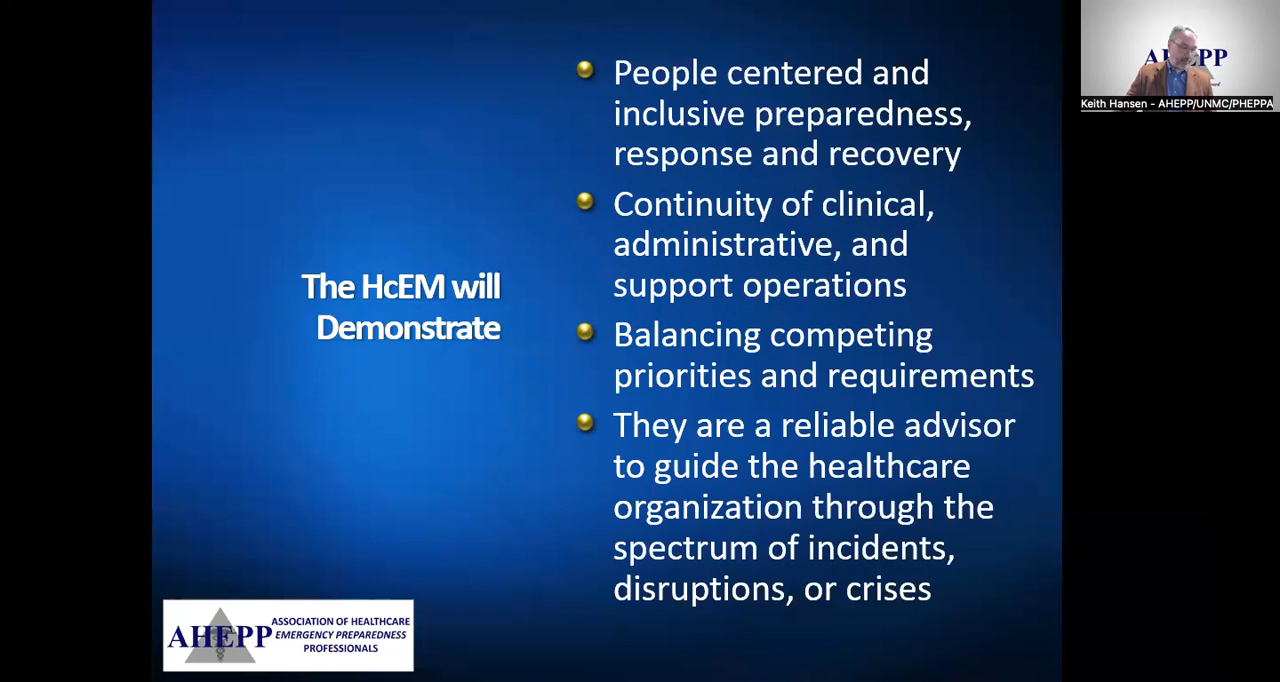 The HcEM will
Demonstrate
People centered and
inclusive preparedness,
response and recovery
Continuity of clinical,
administrative, and
support operations
Balancing competing
priorities and requirements
They are a reliable advisor
to guide the healthcare
organization through the
spectrum of incidents,
disruptions, or crises
AHEPP
ASSOCIATION OF HEALTHCARE
EMERGENCY PREPAREDNESS
PROFESSIONALS
AHEPP
Keith Hansen - AHEPP/UNMC/PHEPPA